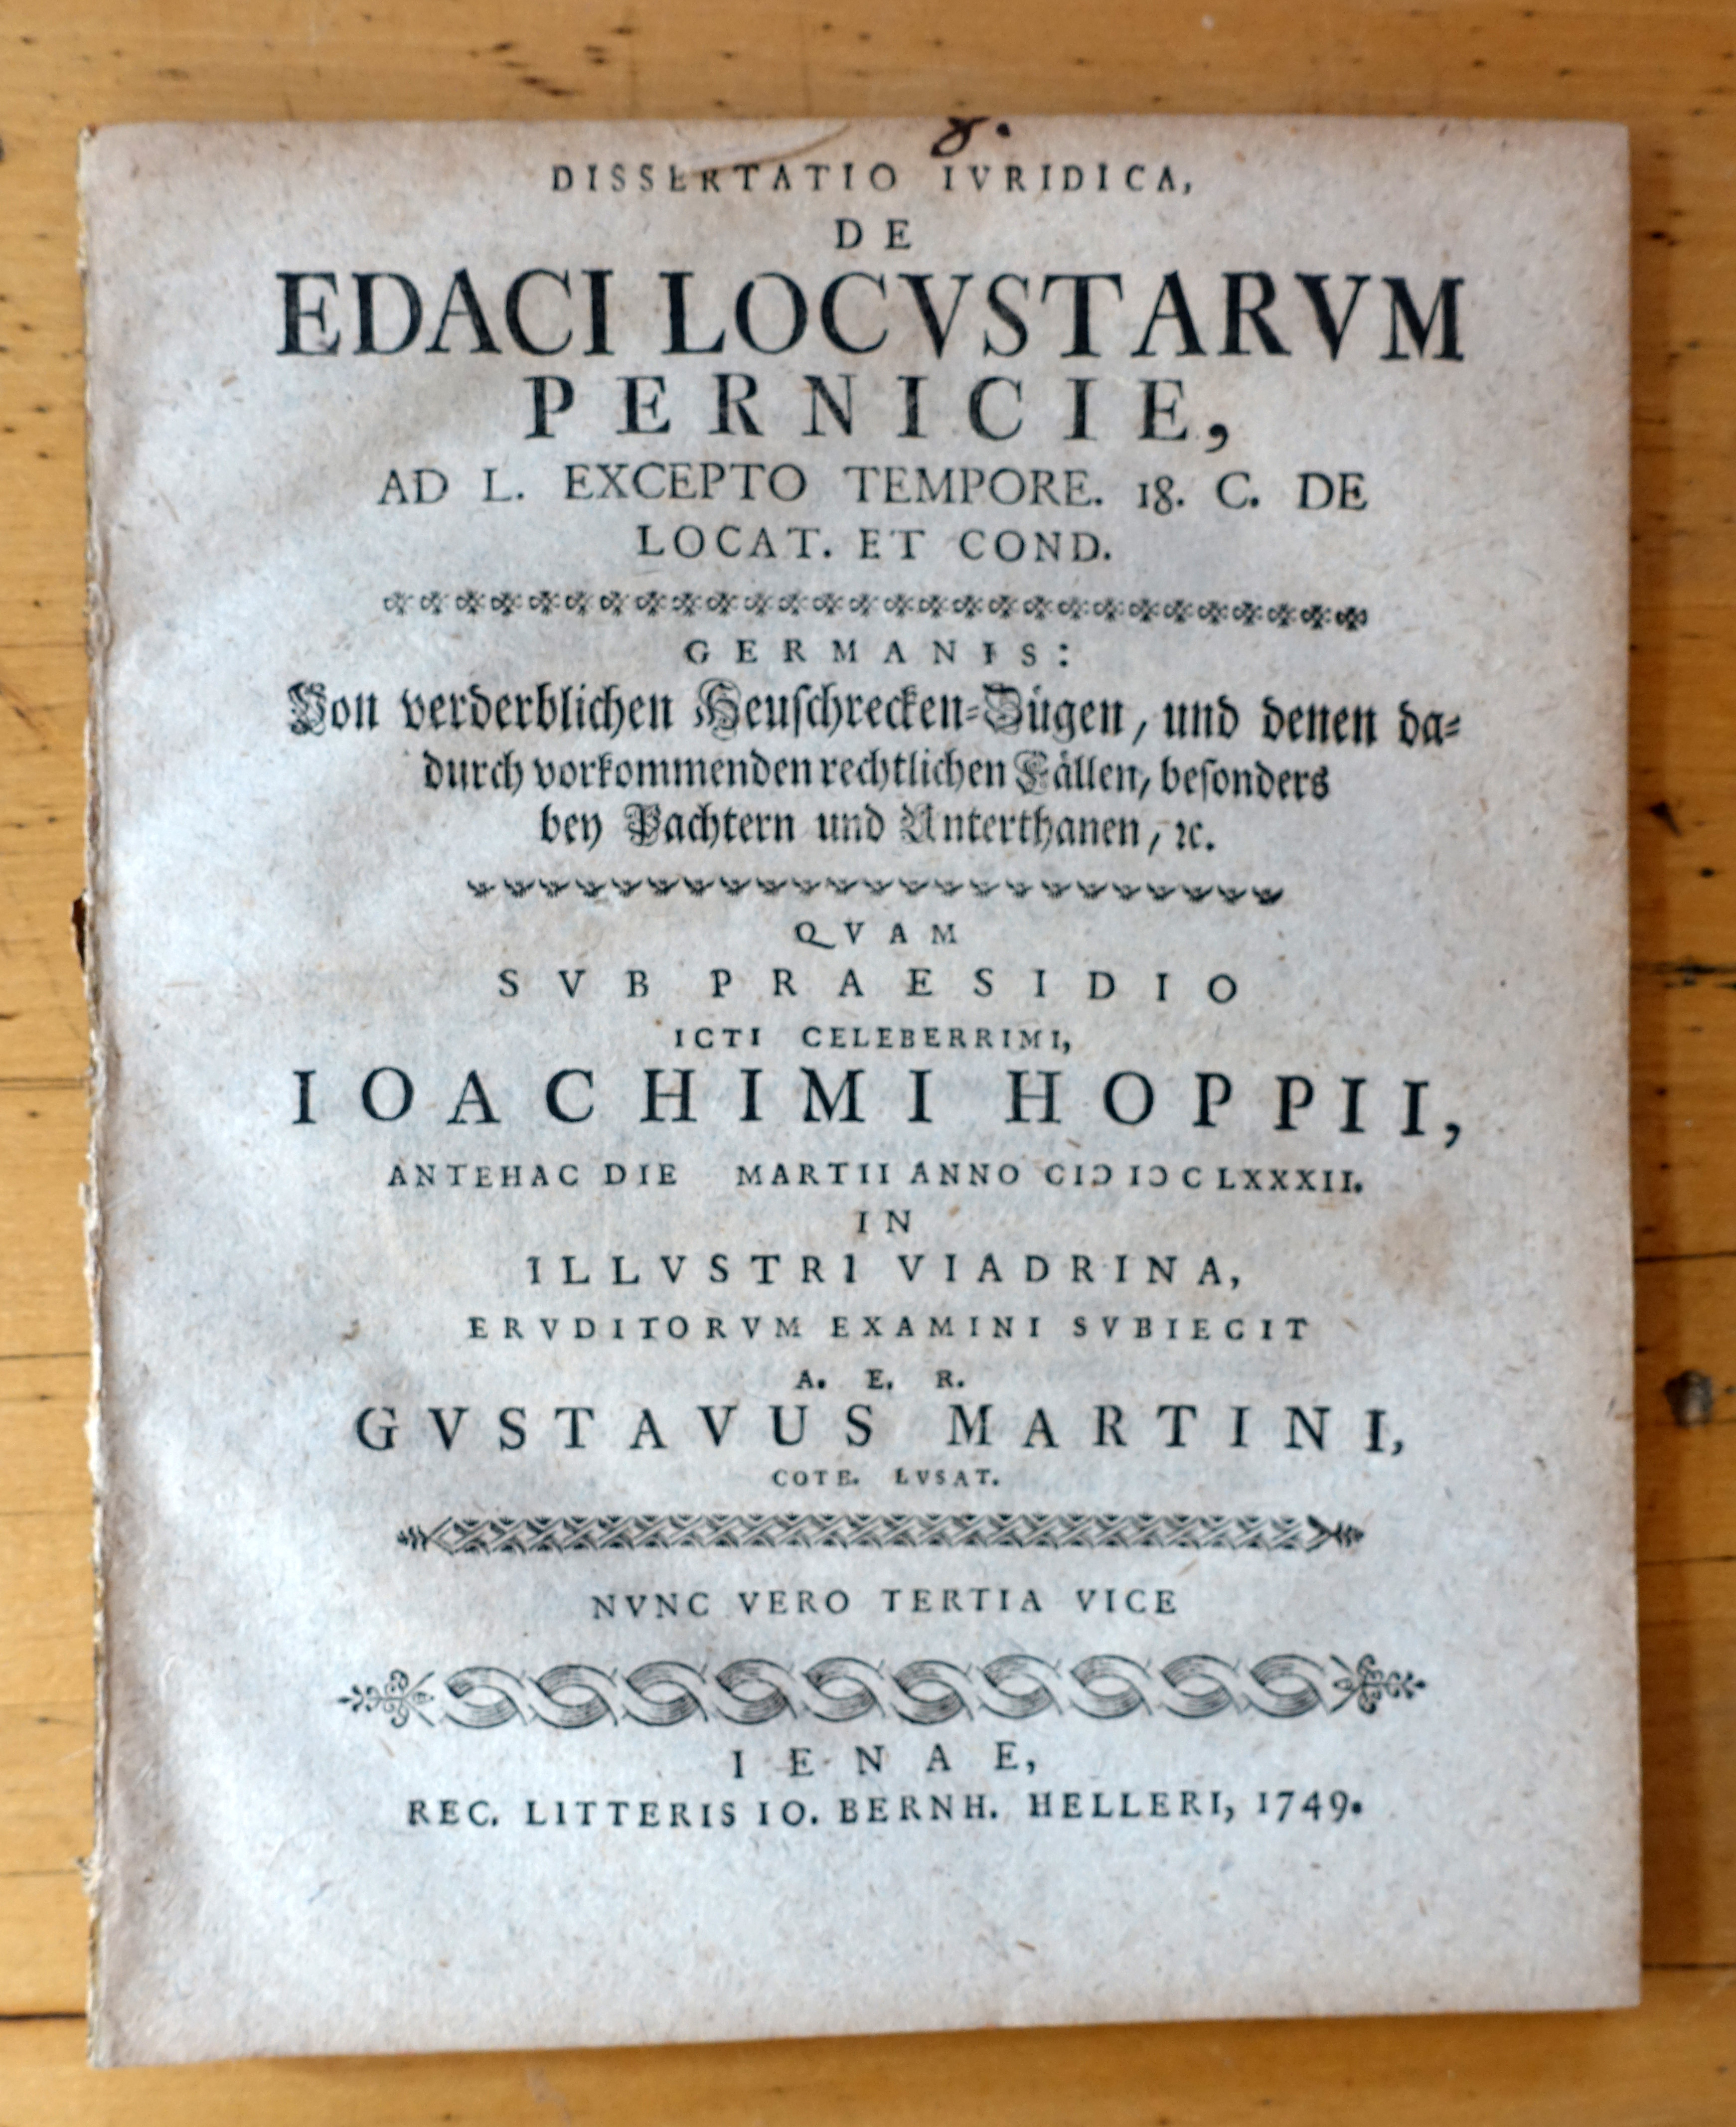 8.
DISSERTATIO IVRIDICA,
DE
EDACI LOCVSTARVM
PERNICIE,
AD L. EXCEPTO TEMPORE. 18. C. DE
LOCAT. ET COND.
GERMANIS:
Von verderblichen Heuſchrecken-Zügen, und denen da-
durch vorkommenden rechtlichen Fällen, beſonders
bey Pachtern und Unterthanen, ꝛc.
QVAM
SVB PRAESIDIO
ICTI CELEBERRIMI,
IOACHIMI HOPPII,
ANTEHAC DIE MARTII ANNO CIↃ IↃC LXXXII.
IN
ILLVSTRI VIADRINA,
ERVDITORVM EXAMINI SVBIECIT
A. E. R.
GVSTAVUS MARTINI,
COTB. LVSAT.
NVNC VERO TERTIA VICE
IENAE,
REC. LITTERIS IO. BERNH. HELLERI, 1749.